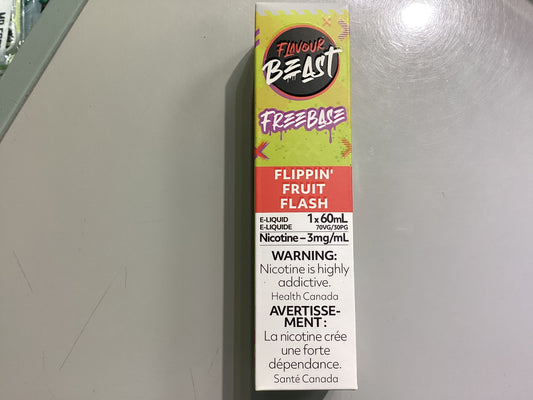 FLAVOUR
BEAST
FREEBASE
FLIPPIN'
FRUIT
FLASH
E-LIQUID 1 x 60mL
E-LIQUIDE 70VG/30PG
Nicotine – 3mg/mL
WARNING:
Nicotine is highly
addictive.
Health Canada
AVERTISSE-
MENT :
La nicotine crée
une forte
dépendance.
Santé Canada